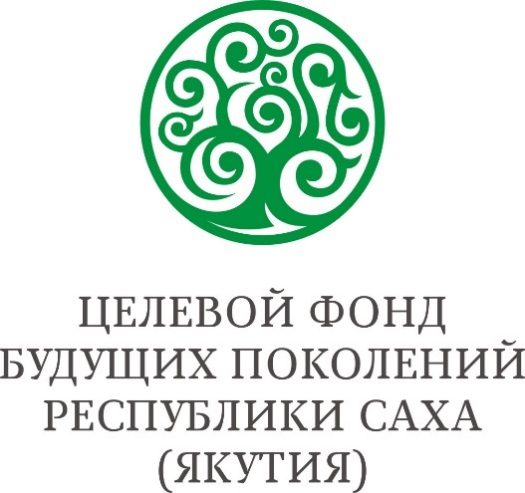 ЦЕЛЕВОЙ ФОНД
БУДУЩИХ ПОКОЛЕНИЙ
РЕСПУБЛИКИ САХА
(ЯКУТИЯ)